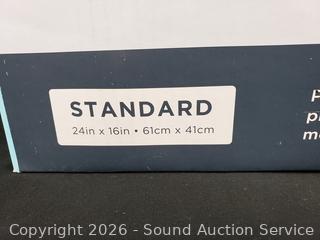 STANDARD
24in x 16in • 61cm x 41cm
Copyright © 2026 - Sound Auction Service